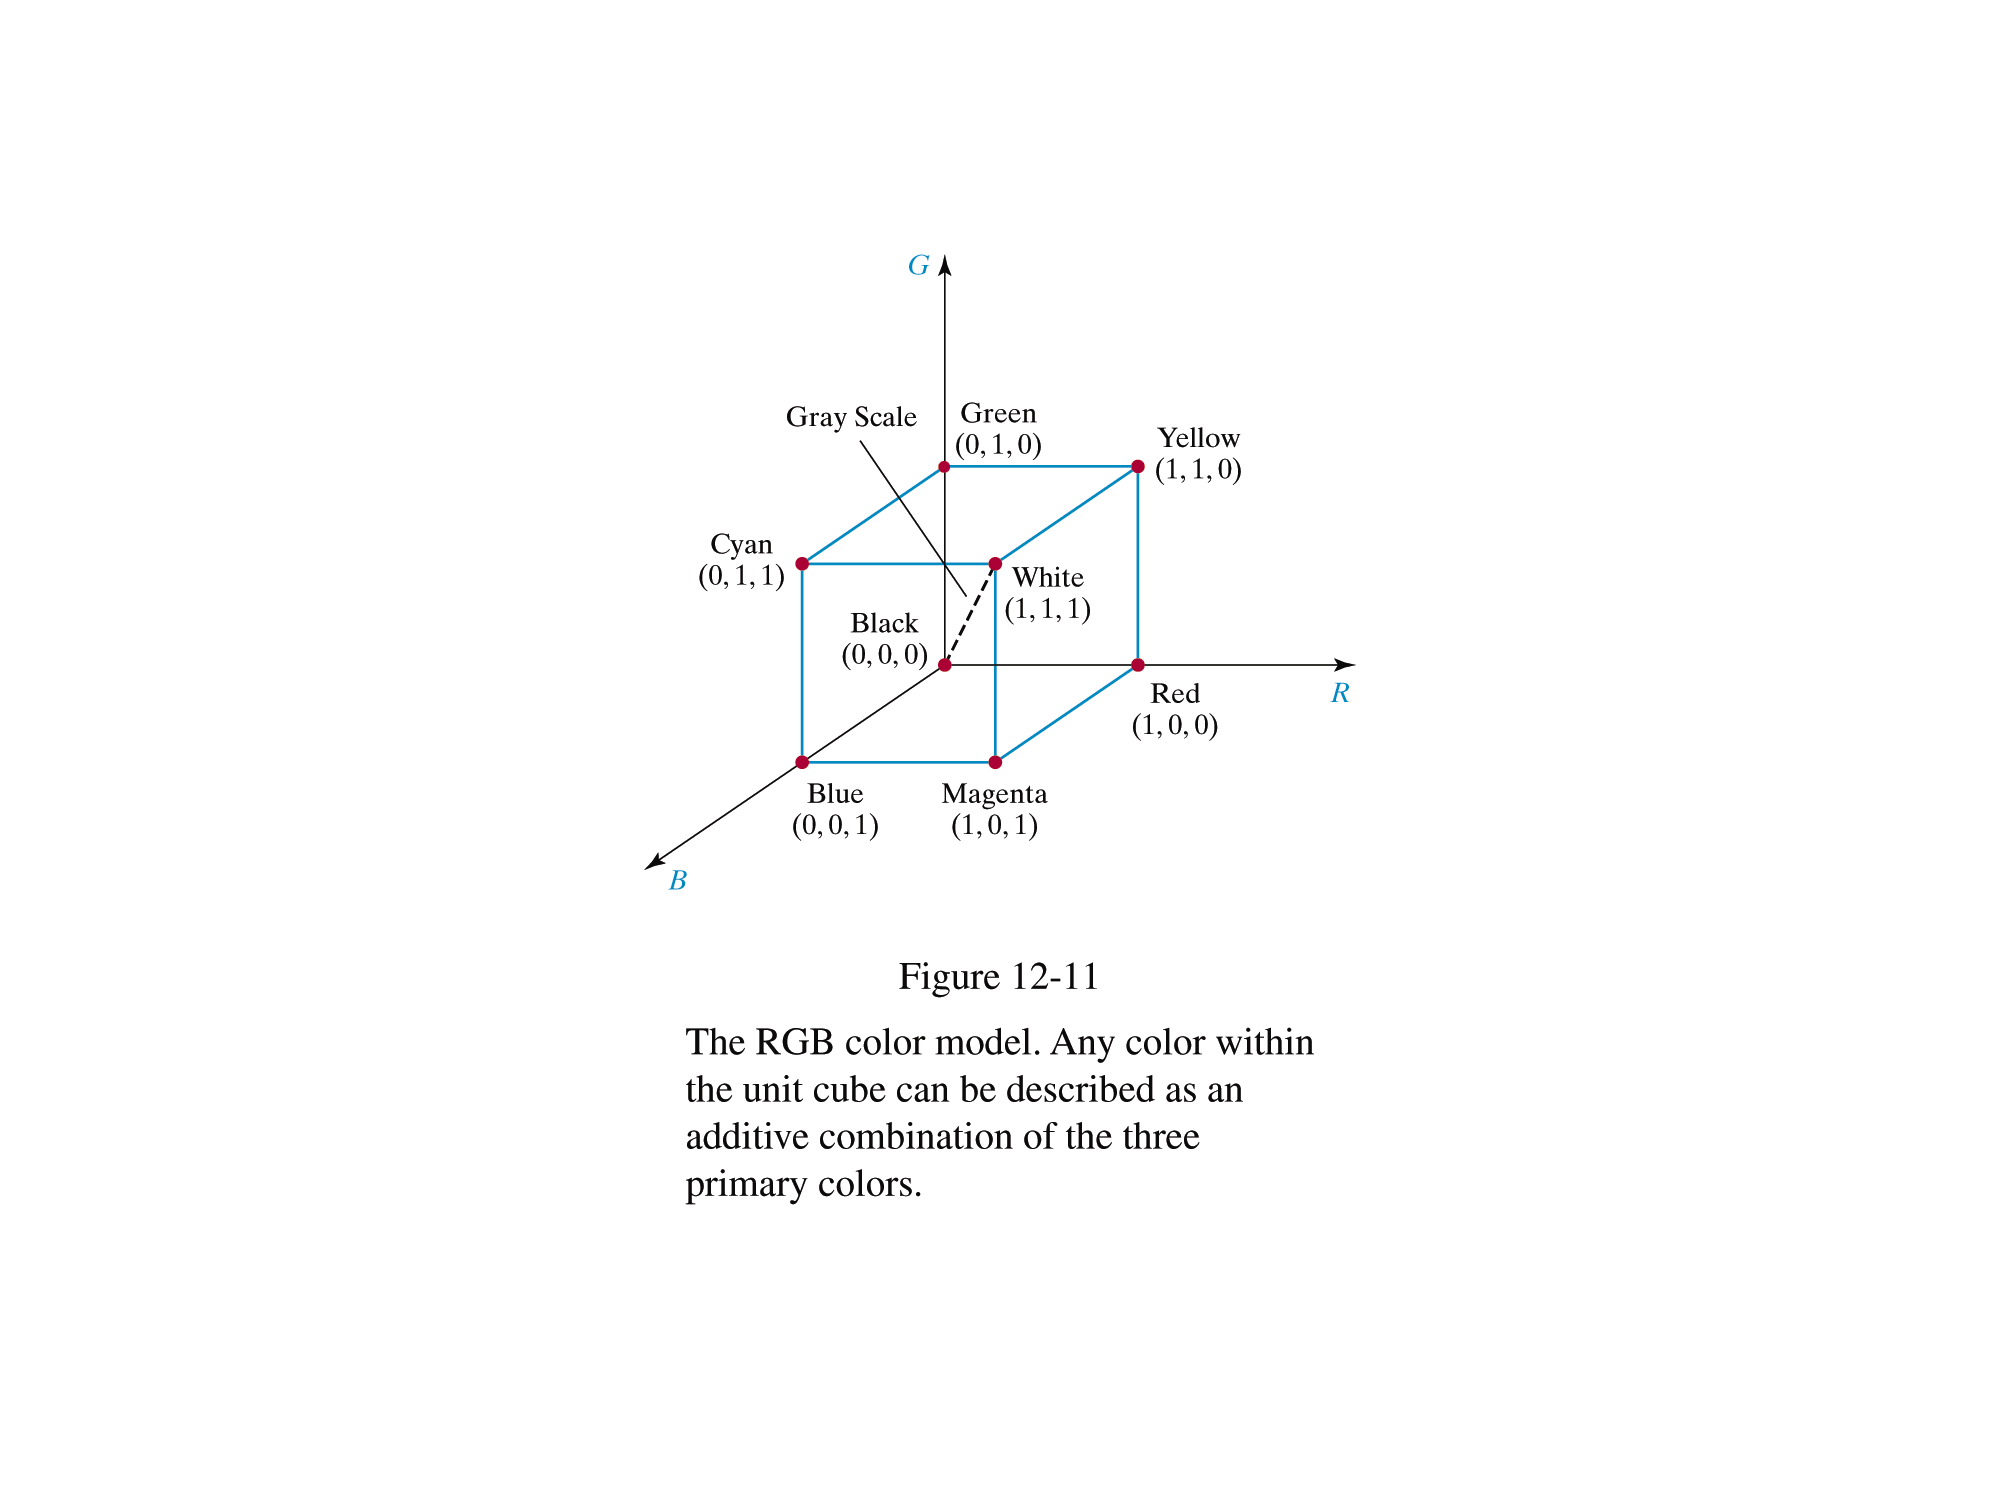 G
Gray Scale
Green
(0, 1, 0)
Yellow
(1, 1, 0)
Cyan
(0, 1, 1)
White
(1, 1, 1)
Black
(0, 0, 0)
Red
(1, 0, 0)
R
Blue
(0, 0, 1)
Magenta
(1, 0, 1)
B
Figure 12-11
The RGB color model. Any color within
the unit cube can be described as an
additive combination of the three
primary colors.